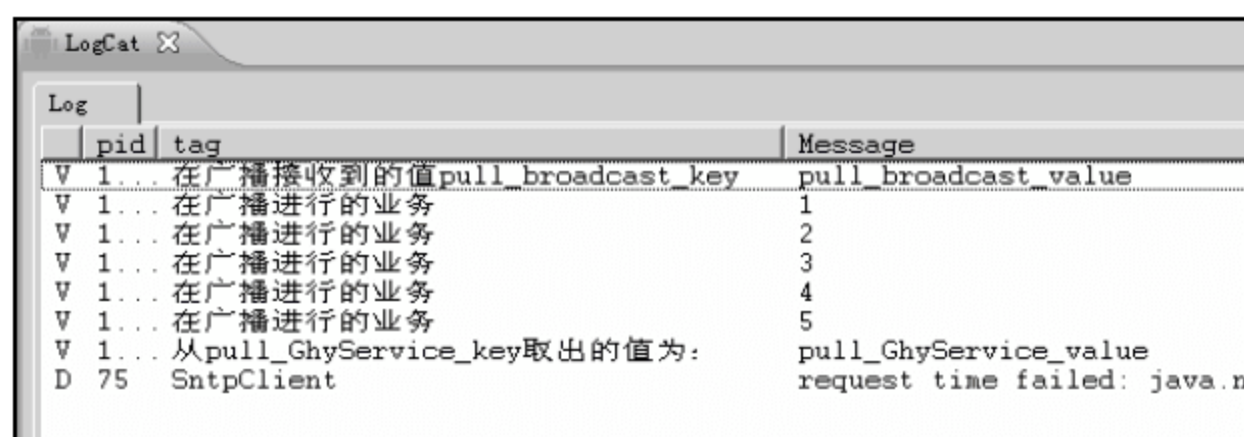 LogCat
Log
pid tag Message
V 1... 在广播接收到的值pull_broadcast_key pull_broadcast_value
V 1... 在广播进行的业务 1
V 1... 在广播进行的业务 2
V 1... 在广播进行的业务 3
V 1... 在广播进行的业务 4
V 1... 在广播进行的业务 5
V 1... 从pull_GhyService_key取出的值为: pull_GhyService_value
D 75 SntpClient request time failed: java.n